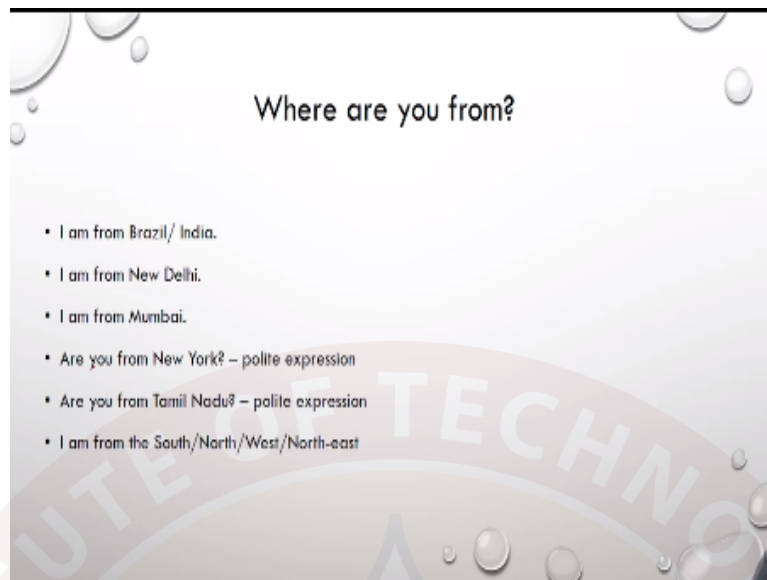 Where are you from?
• I am from Brazil/ India.
• I am from New Delhi.
• I am from Mumbai.
• Are you from New York? – polite expression
• Are you from Tamil Nadu? – polite expression
• I am from the South/North/West/North-east
UTE OF TECHNO